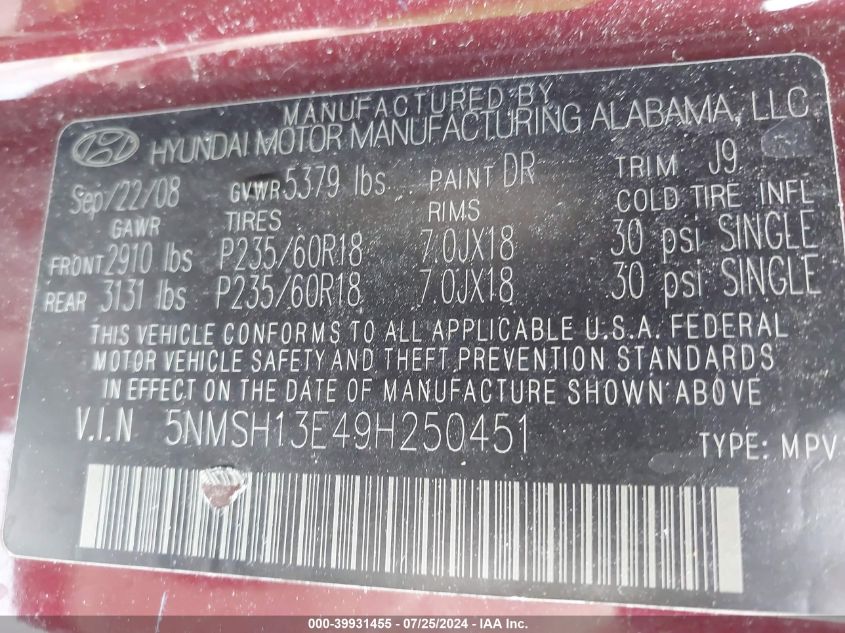 MANUFACTURED BY
HYUNDAI MOTOR MANUFACTURING ALABAMA, LLC
Sep/22/08 GVWR 5379 lbs PAINT DR TRIM J9
GAWR TIRES RIMS COLD TIRE INFL
FRONT 2910 lbs P235/60R18 7.0JX18 30 psi SINGLE
REAR 3131 lbs P235/60R18 7.0JX18 30 psi SINGLE
THIS VEHICLE CONFORMS TO ALL APPLICABLE U.S.A. FEDERAL
MOTOR VEHICLE SAFETY AND THEFT PREVENTION STANDARDS
IN EFFECT ON THE DATE OF MANUFACTURE SHOWN ABOVE
V.I.N 5NMSH13E49H250451 TYPE: MPV
000-39931455 - 07/25/2024 - IAA Inc.